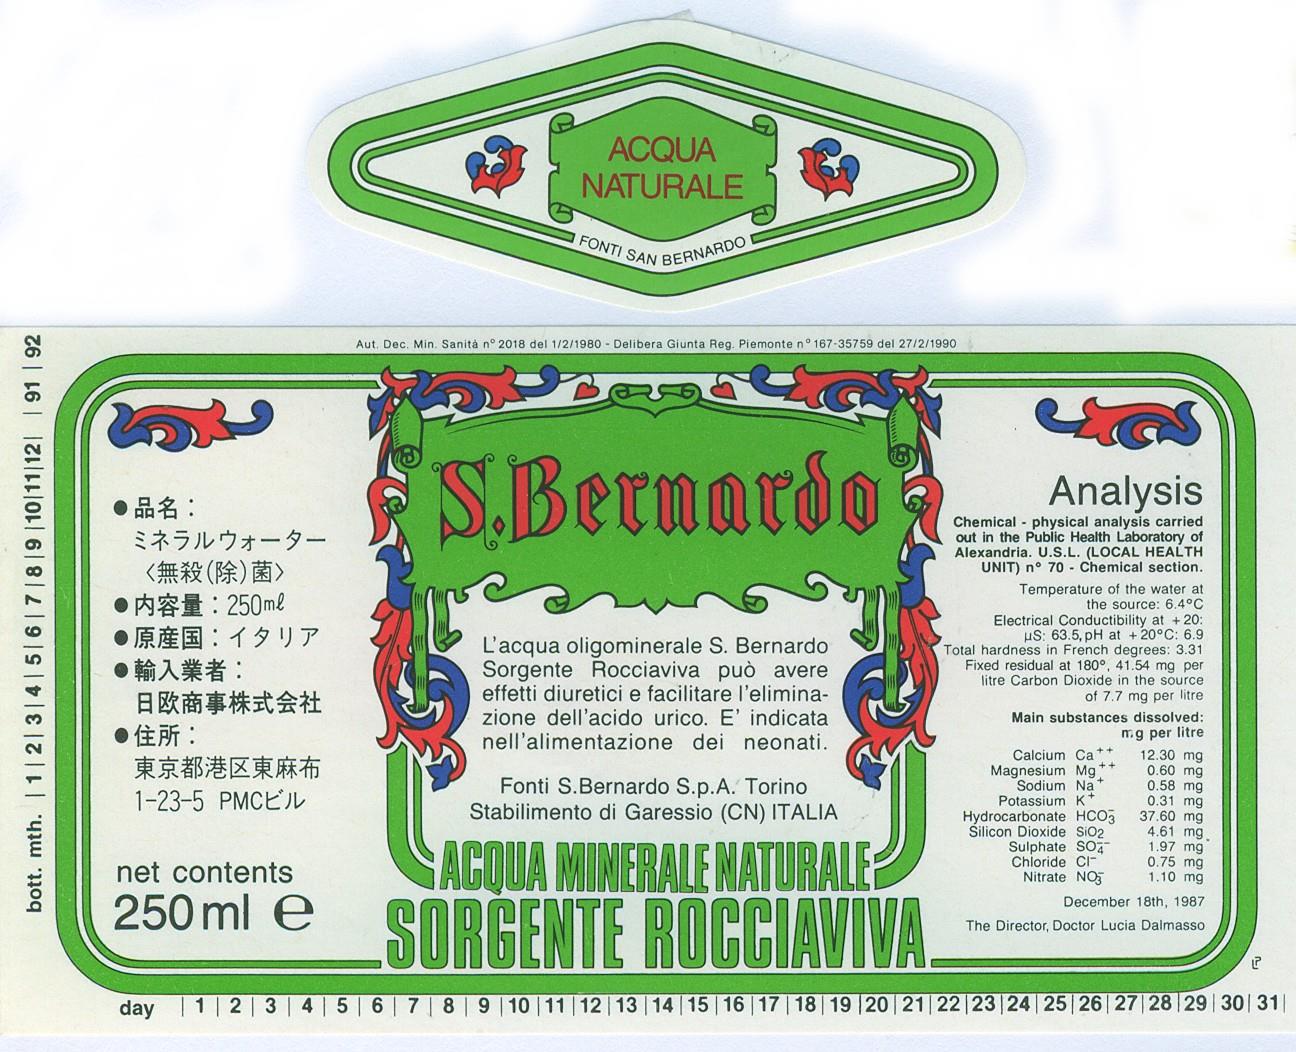 ACQUA
NATURALE
FONTI SAN BERNARDO
Aut. Dec. Min. Sanità n° 2018 del 1/2/1980 - Delibera Giunta Reg. Piemonte n° 167-35759 del 27/2/1990
bott. mth. | 1 | 2 | 3 | 4 | 5 | 6 | 7 | 8 | 9 | 10 | 11 | 12 | | 91 | 92
● 品名：
ミネラルウォーター
〈無殺(除)菌〉
● 内容量：250㎖
● 原産国：イタリア
● 輸入業者：
日欧商事株式会社
● 住所：
東京都港区東麻布
1-23-5 PMCビル
net contents
250 ml ℮
S. Bernardo
L'acqua oligominerale S. Bernardo
Sorgente Rocciaviva può avere
effetti diuretici e facilitare l'elimina-
zione dell'acido urico. E' indicata
nell'alimentazione dei neonati.
Fonti S.Bernardo S.p.A. Torino
Stabilimento di Garessio (CN) ITALIA
ACQUA MINERALE NATURALE
SORGENTE ROCCIAVIVA
Analysis
Chemical - physical analysis carried
out in the Public Health Laboratory of
Alexandria. U.S.L. (LOCAL HEALTH
UNIT) n° 70 - Chemical section.
Temperature of the water at
the source: 6.4°C
Electrical Conductibility at +20:
µS: 63.5, pH at +20°C: 6.9
Total hardness in French degrees: 3.31
Fixed residual at 180°, 41.54 mg per
litre Carbon Dioxide in the source
of 7.7 mg per litre
Main substances dissolved:
mg per litre
Calcium Ca++ 12.30 mg
Magnesium Mg++ 0.60 mg
Sodium Na+ 0.58 mg
Potassium K+ 0.31 mg
Hydrocarbonate HCO3- 37.60 mg
Silicon Dioxide SiO2 4.61 mg
Sulphate SO4- 1.97 mg
Chloride Cl- 0.75 mg
Nitrate NO3- 1.10 mg
December 18th, 1987
The Director, Doctor Lucia Dalmasso
day | 1 | 2 | 3 | 4 | 5 | 6 | 7 | 8 | 9 | 10 | 11 | 12 | 13 | 14 | 15 | 16 | 17 | 18 | 19 | 20 | 21 | 22 | 23 | 24 | 25 | 26 | 27 | 28 | 29 | 30 | 31 |